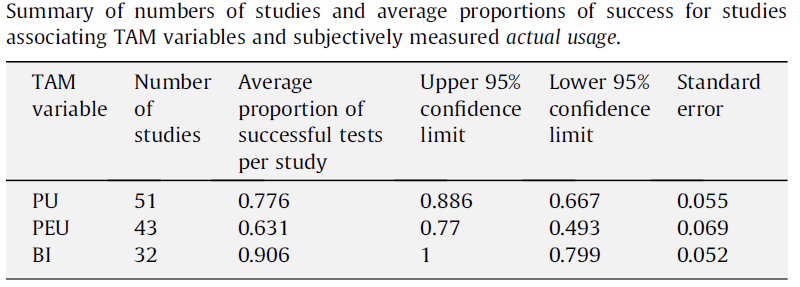 Summary of numbers of studies and average proportions of success for studies
associating TAM variables and subjectively measured actual usage.
TAM variable Number of studies Average proportion of successful tests per study Upper 95% confidence limit Lower 95% confidence limit Standard error
PU 51 0.776 0.886 0.667 0.055
PEU 43 0.631 0.77 0.493 0.069
BI 32 0.906 1 0.799 0.052